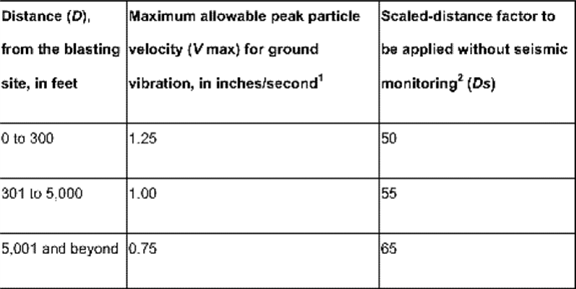 Distance (D), from the blasting site, in feet
Maximum allowable peak particle velocity (V max) for ground vibration, in inches/second1
Scaled-distance factor to be applied without seismic monitoring2 (Ds)
0 to 300
1.25
50
301 to 5,000
1.00
55
5,001 and beyond
0.75
65